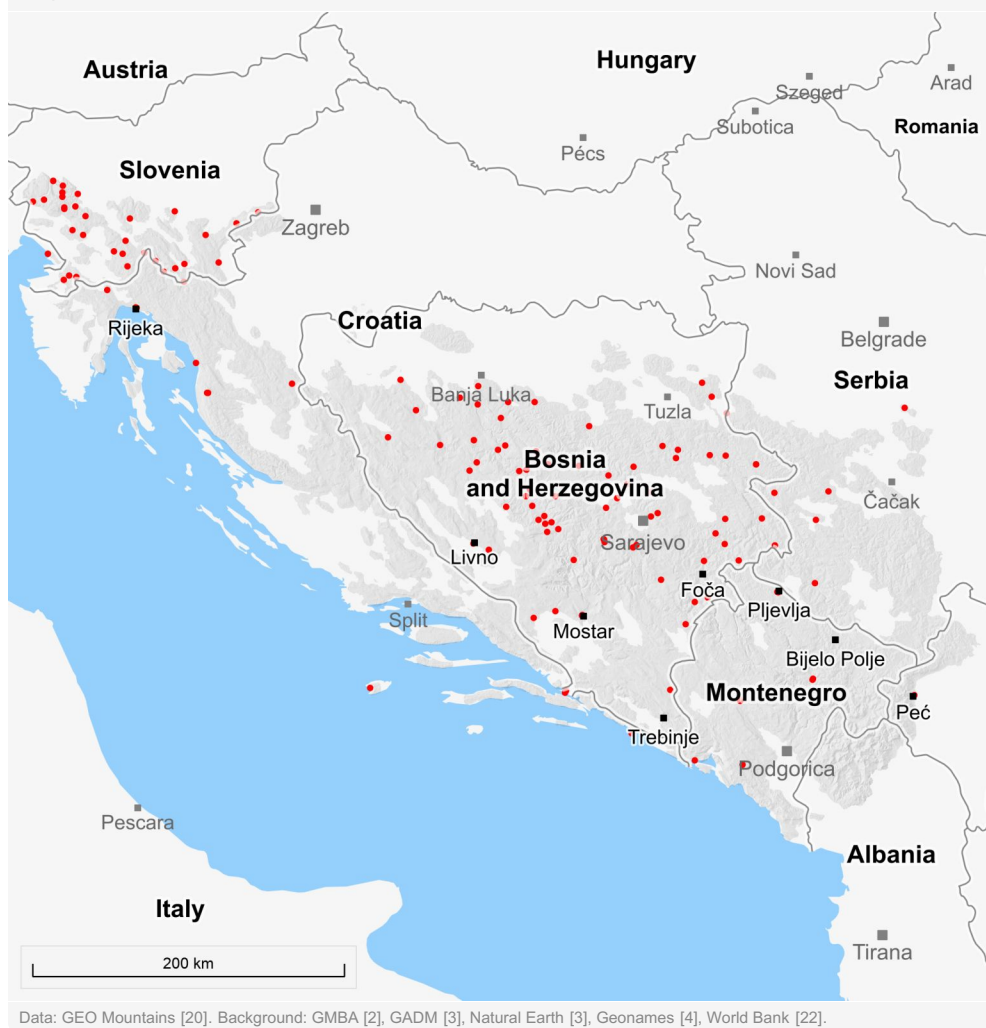 Austria
Hungary
Szeged
Arad
Subotica
Romania
Pécs
Slovenia
Zagreb
Novi Sad
Rijeka
Croatia
Belgrade
Banja Luka
Serbia
Tuzla
Bosnia
and Herzegovina
Čačak
Sarajevo
Livno
Foča
Pljevlja
Split
Mostar
Bijelo Polje
Montenegro
Peć
Trebinje
Podgorica
Pescara
Albania
Italy
Tirana
200 km
Data: GEO Mountains [20]. Background: GMBA [2], GADM [3], Natural Earth [3], Geonames [4], World Bank [22].